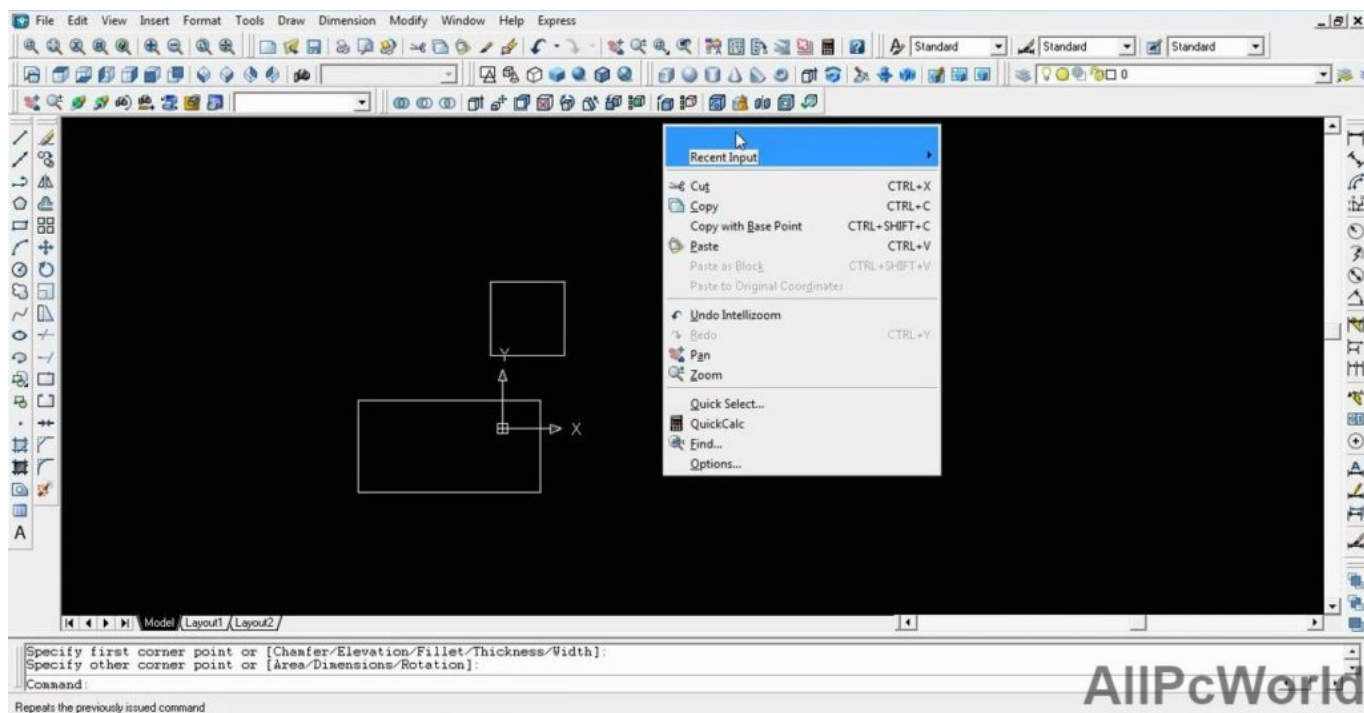 File Edit View Insert Format Tools Draw Dimension Modify Window Help Express
Standard Standard Standard
0
Recent Input
Cut CTRL+X
Copy CTRL+C
Copy with Base Point CTRL+SHIFT+C
Paste CTRL+V
Paste as Block CTRL+SHIFT+V
Paste to Original Coordinates
Undo Intellizoom
Redo CTRL+Y
Pan
Zoom
Quick Select...
QuickCalc
Find...
Options...
Y
X
A
Model Layout1 Layout2
Specify first corner point or [Chamfer/Elevation/Fillet/Thickness/Width]:
Specify other corner point or [Area/Dimensions/Rotation]:
Command:
Repeats the previously issued command
AllPcWorld